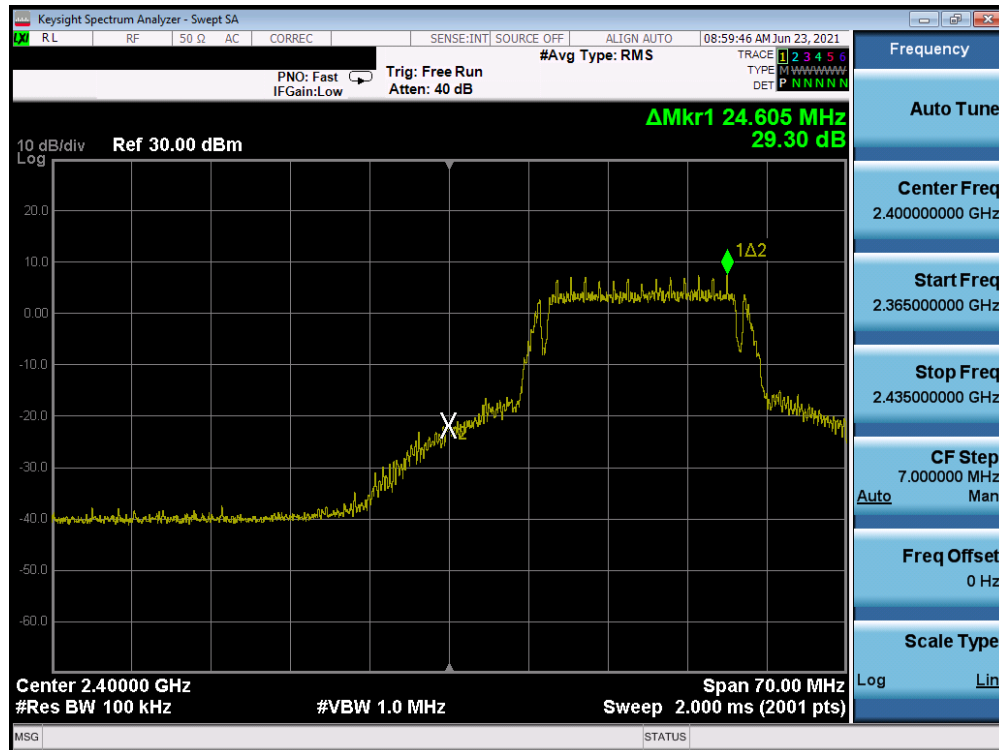 Keysight Spectrum Analyzer - Swept SA
LXI RL RF 50 Ω AC CORREC SENSE:INT SOURCE OFF ALIGN AUTO 08:59:46 AM Jun 23, 2021
#Avg Type: RMS
TRACE 1 2 3 4 5 6
PNO: Fast Trig: Free Run TYPE M WWWWW
IFGain:Low Atten: 40 dB DET P N N N N N
ΔMkr1 24.605 MHz
29.30 dB
10 dB/div Ref 30.00 dBm
Log
20.0
10.0
0.00
-10.0
-20.0
-30.0
-40.0
-50.0
-60.0
1Δ2
Center 2.40000 GHz Span 70.00 MHz
#Res BW 100 kHz #VBW 1.0 MHz Sweep 2.000 ms (2001 pts)
MSG STATUS
Frequency
Auto Tune
Center Freq
2.400000000 GHz
Start Freq
2.365000000 GHz
Stop Freq
2.435000000 GHz
CF Step
7.000000 MHz
Auto Man
Freq Offset
0 Hz
Scale Type
Log Lin